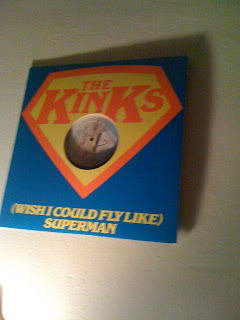 THE
KINKS
(WISH I COULD FLY LIKE)
SUPERMAN